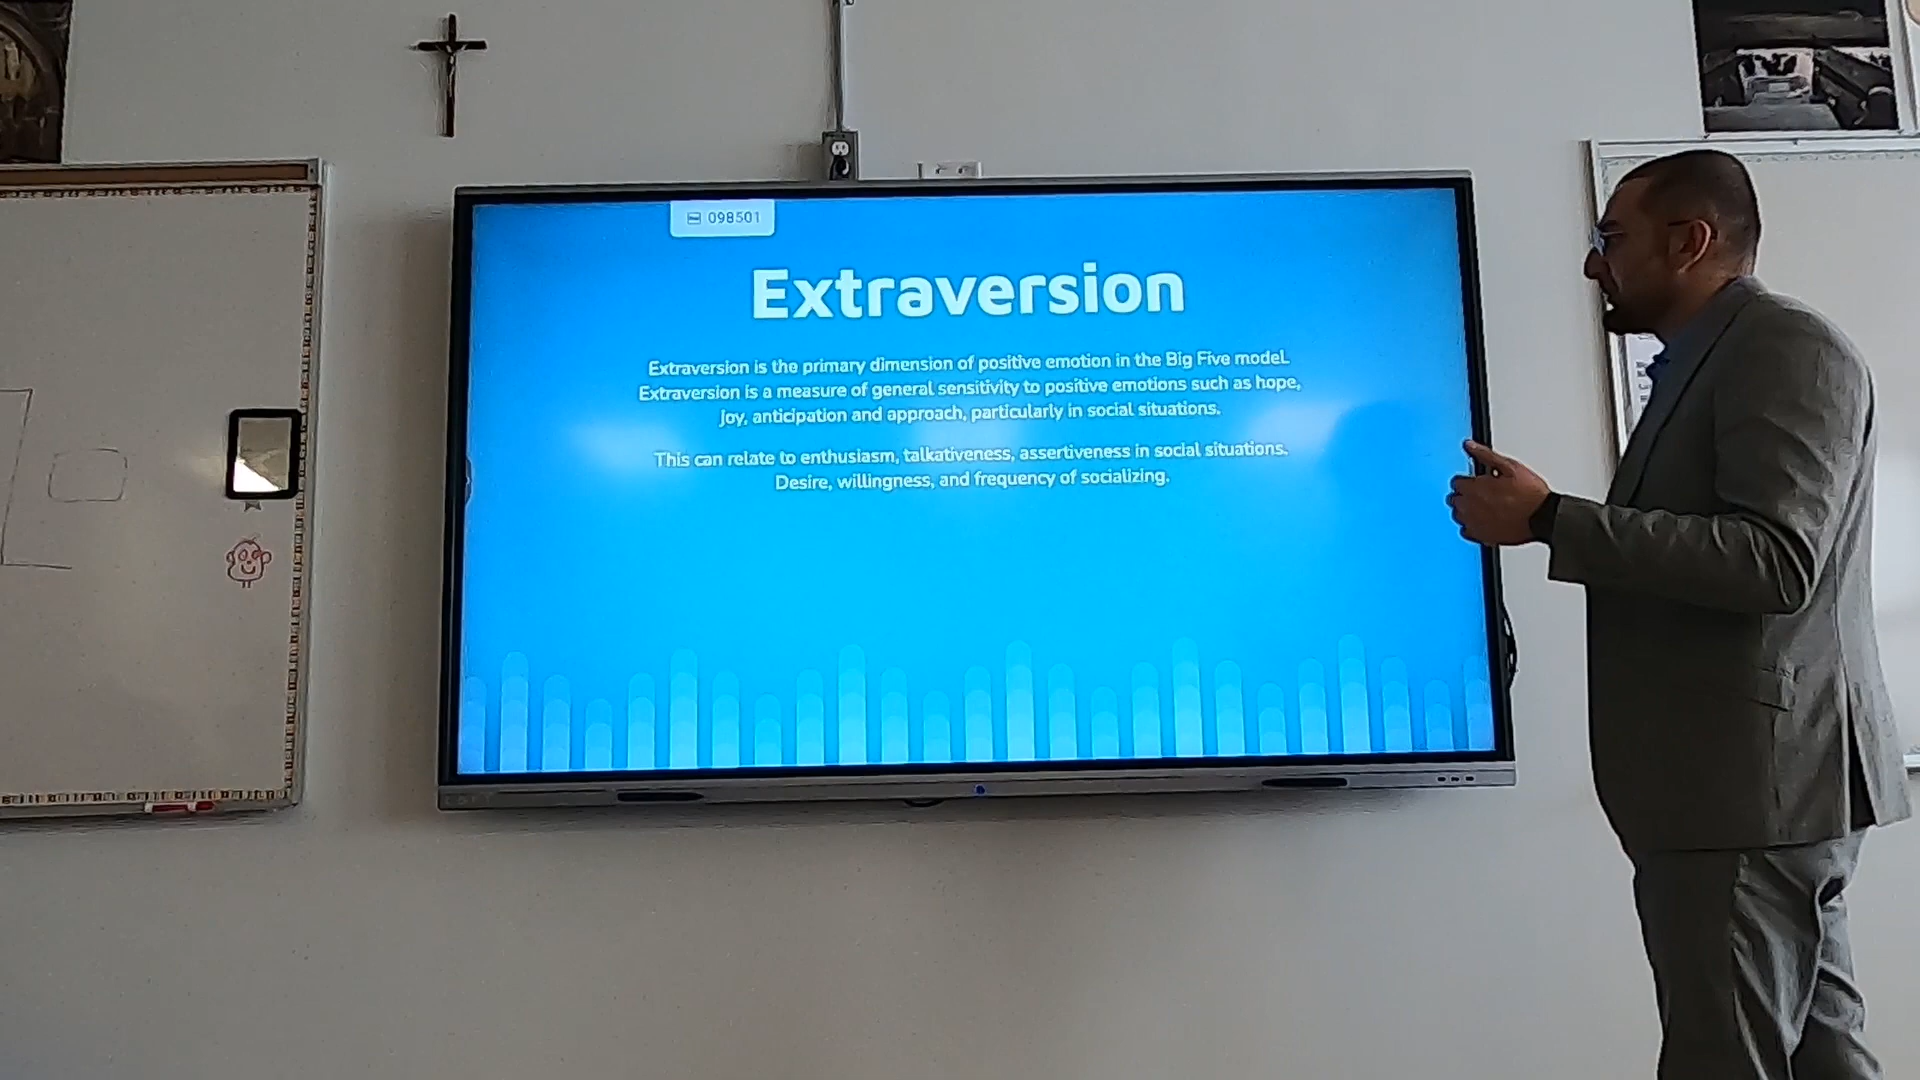 098501
Extraversion
Extraversion is the primary dimension of positive emotion in the Big Five model.
Extraversion is a measure of general sensitivity to positive emotions such as hope,
joy, anticipation and approach, particularly in social situations.
This can relate to enthusiasm, talkativeness, assertiveness in social situations.
Desire, willingness, and frequency of socializing.